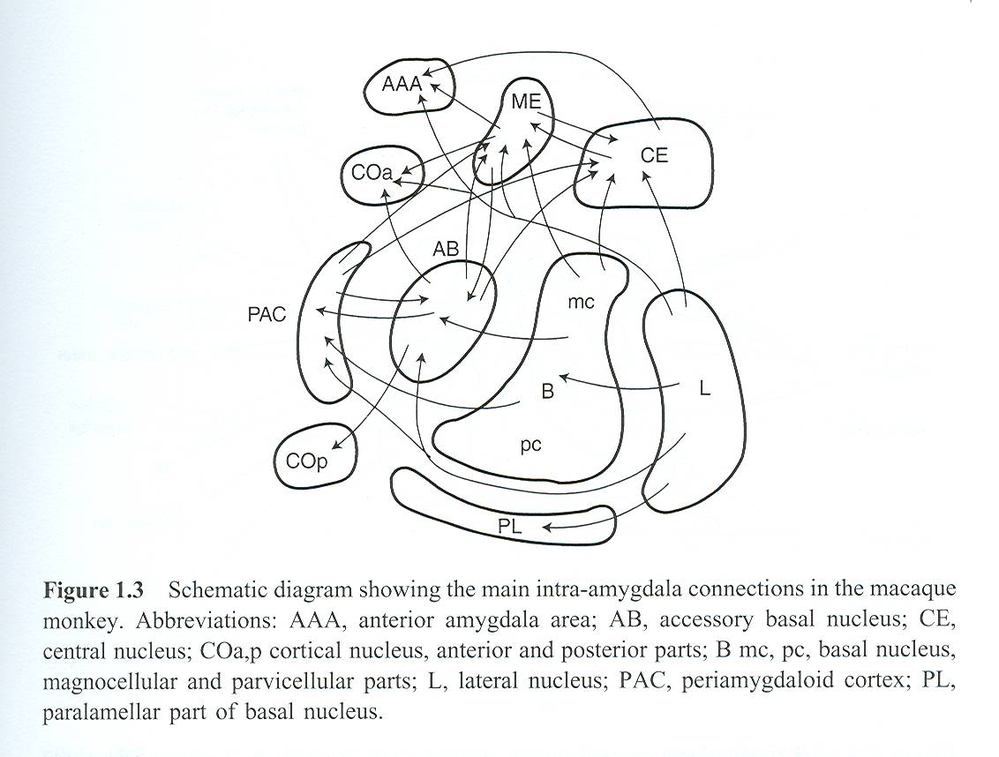 AAA
ME
CE
COa
AB
PAC
mc
B
L
pc
COp
PL
Figure 1.3 Schematic diagram showing the main intra-amygdala connections in the macaque
monkey. Abbreviations: AAA, anterior amygdala area; AB, accessory basal nucleus; CE,
central nucleus; COa,p cortical nucleus, anterior and posterior parts; B mc, pc, basal nucleus,
magnocellular and parvicellular parts; L, lateral nucleus; PAC, periamygdaloid cortex; PL,
paralamellar part of basal nucleus.